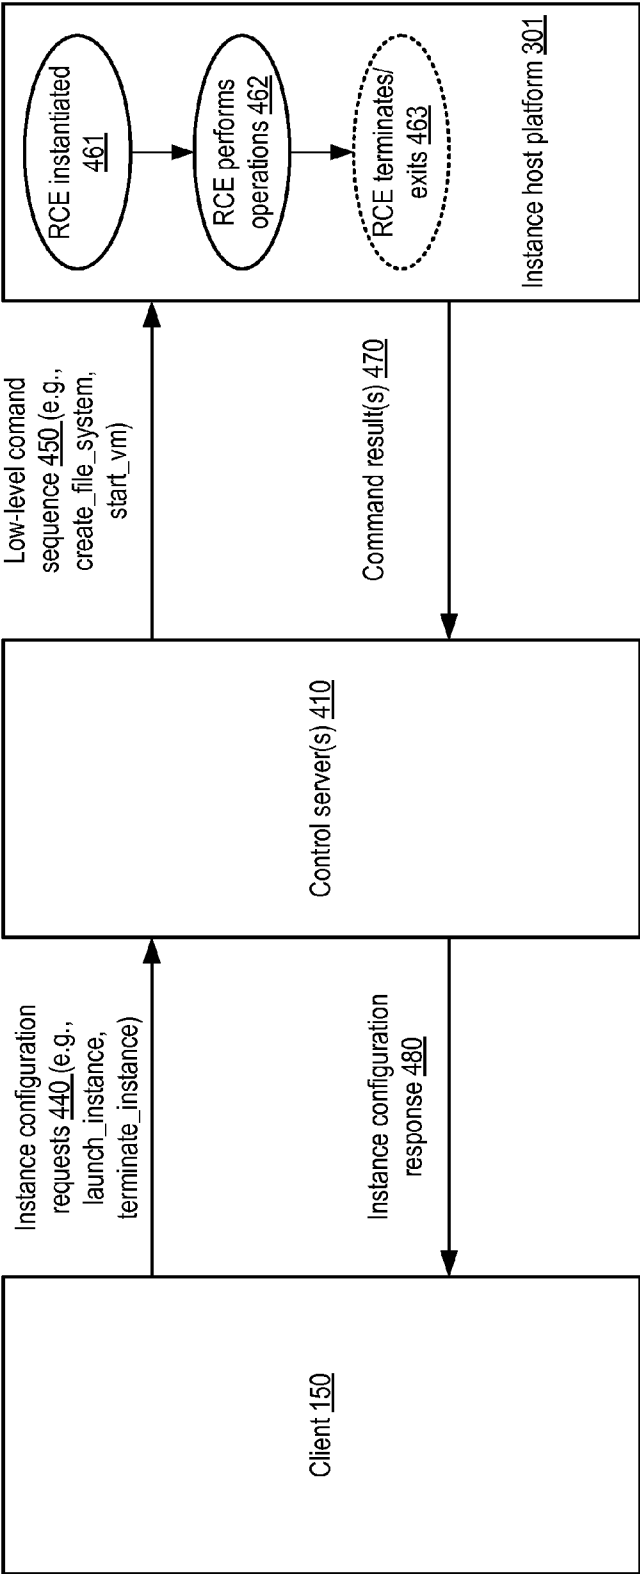 Client 150
Instance configuration
requests 440 (e.g.,
launch_instance,
terminate_instance)
Instance configuration
response 480
Control server(s) 410
Low-level comand
sequence 450 (e.g.,
create_file_system,
start_vm)
Command result(s) 470
RCE instantiated
461
RCE performs
operations 462
RCE terminates/
exits 463
Instance host platform 301